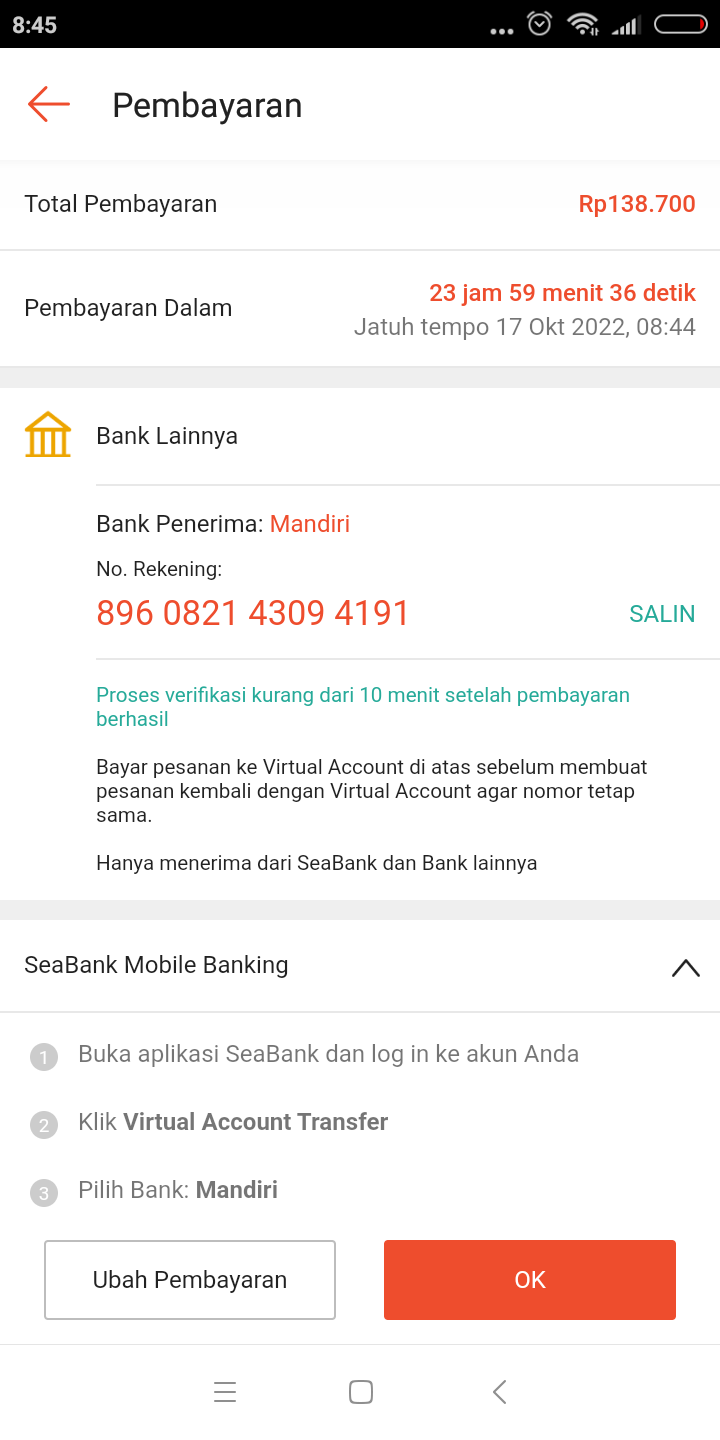 8:45
Pembayaran
Total Pembayaran
Rp138.700
Pembayaran Dalam
23 jam 59 menit 36 detik
Jatuh tempo 17 Okt 2022, 08:44
Bank Lainnya
Bank Penerima: Mandiri
No. Rekening:
896 0821 4309 4191
SALIN
Proses verifikasi kurang dari 10 menit setelah pembayaran
berhasil
Bayar pesanan ke Virtual Account di atas sebelum membuat
pesanan kembali dengan Virtual Account agar nomor tetap
sama.
Hanya menerima dari SeaBank dan Bank lainnya
SeaBank Mobile Banking
1 Buka aplikasi SeaBank dan log in ke akun Anda
2 Klik Virtual Account Transfer
3 Pilih Bank: Mandiri
Ubah Pembayaran
OK